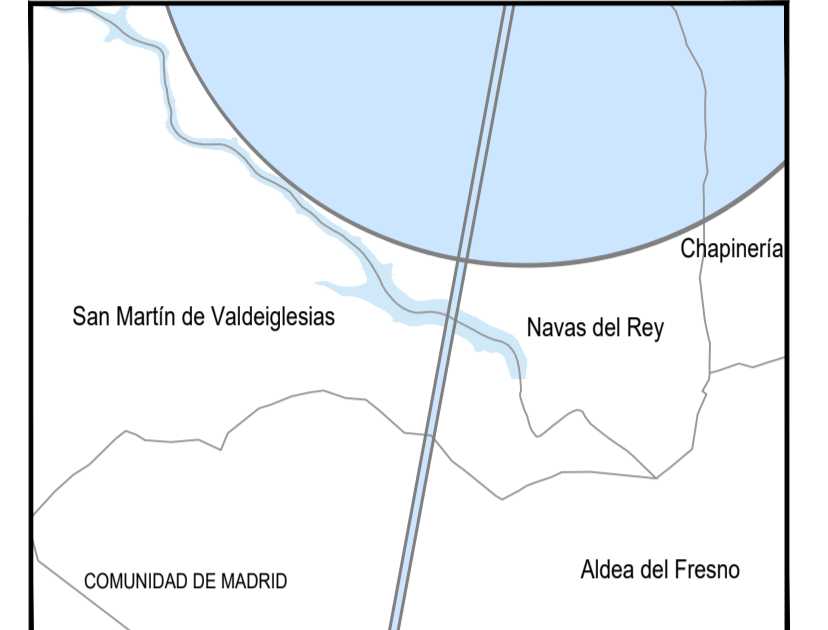 Chapinería
San Martín de Valdeiglesias
Navas del Rey
Aldea del Fresno
COMUNIDAD DE MADRID